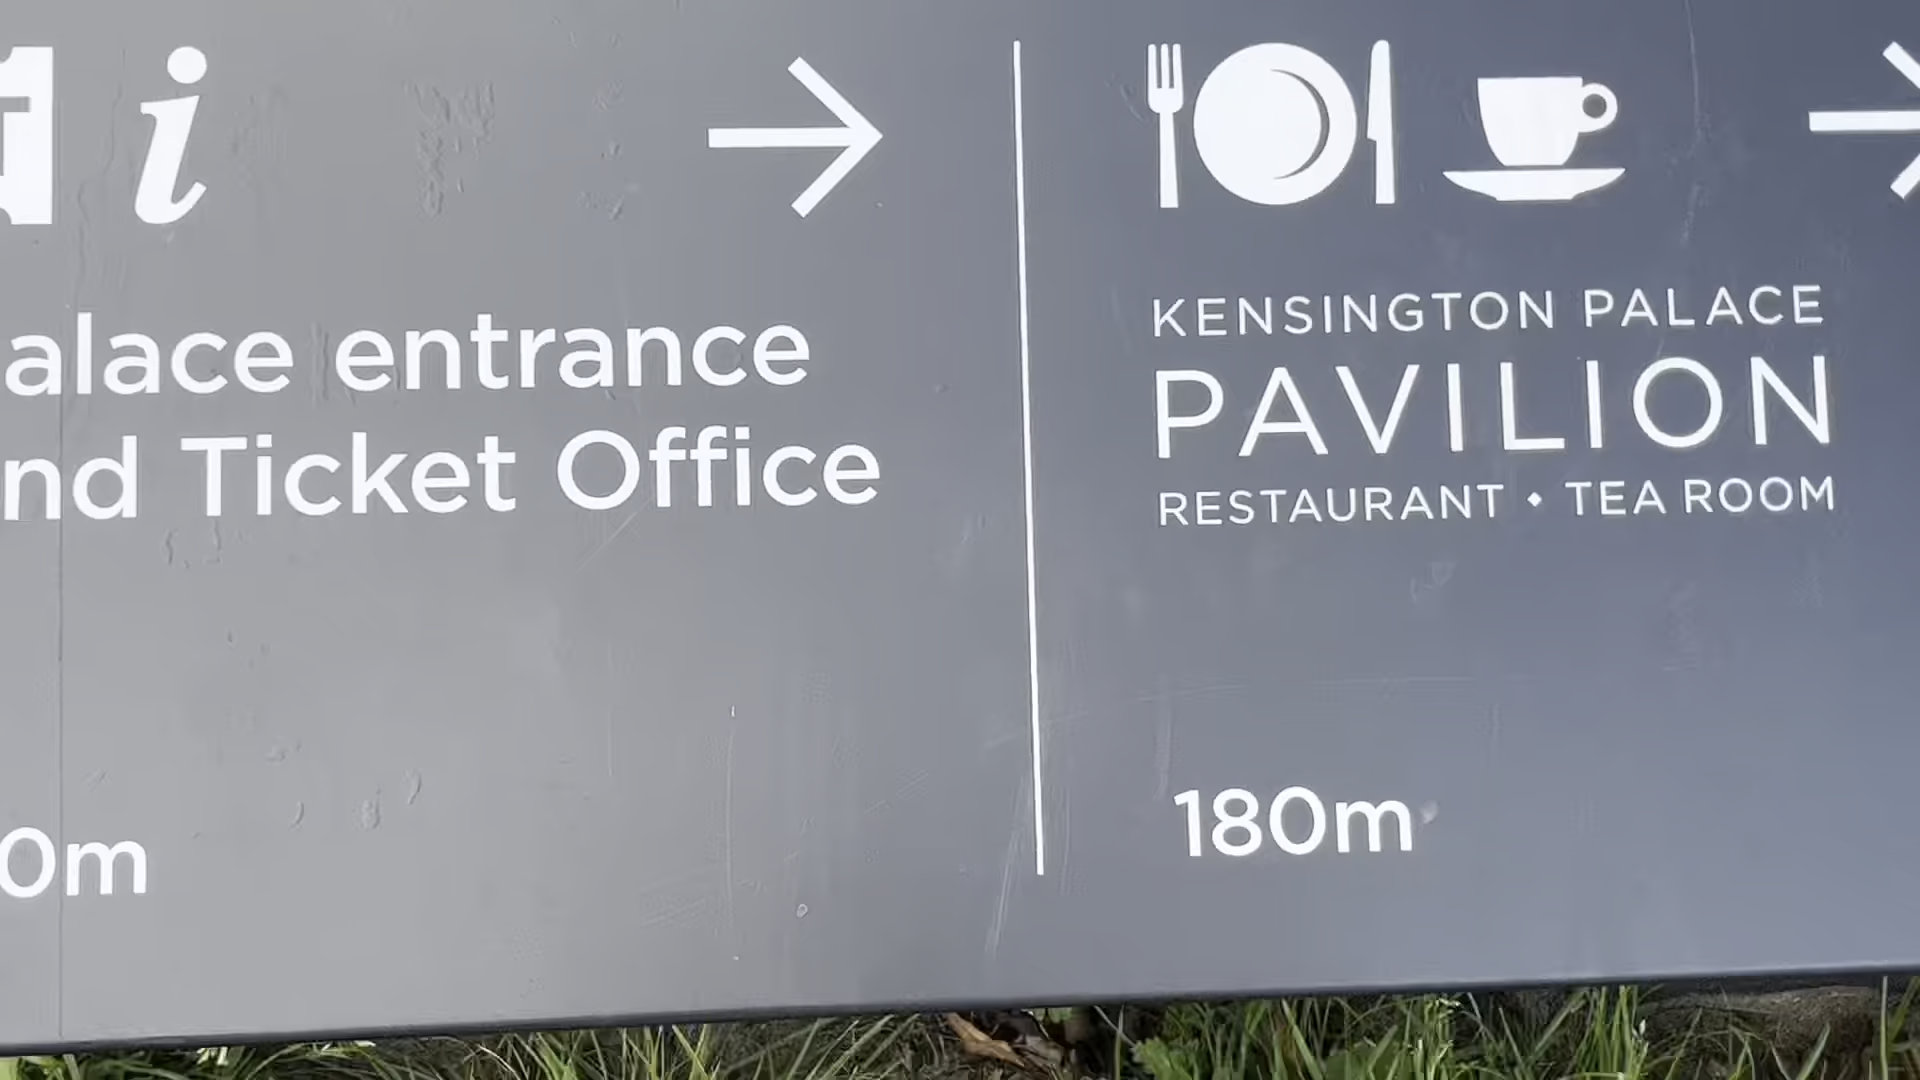 i
alace entrance
nd Ticket Office
0m
KENSINGTON PALACE
PAVILION
RESTAURANT • TEA ROOM
180m